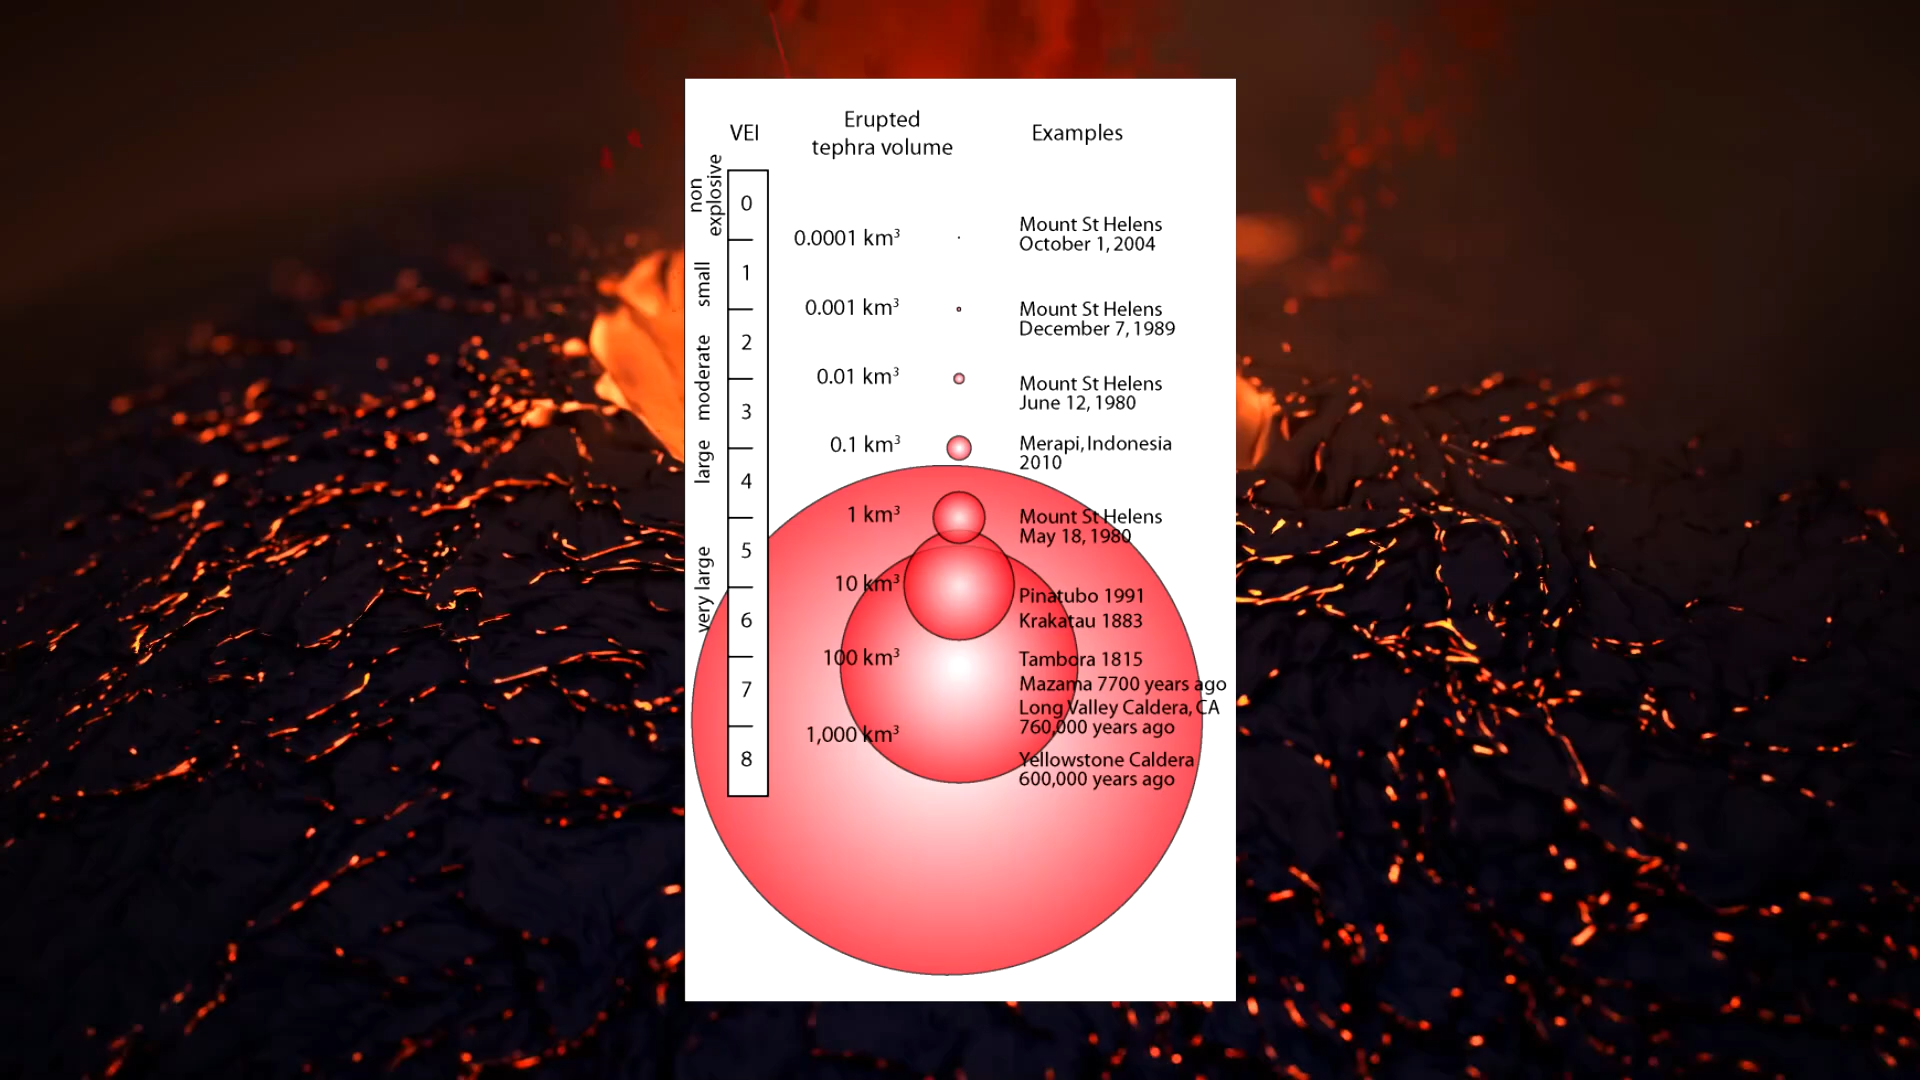 VEI
Erupted
tephra volume
Examples
non
explosive
small
moderate
large
very large
0
1
2
3
4
5
6
7
8
0.0001 km³
Mount St Helens
October 1, 2004
0.001 km³
Mount St Helens
December 7, 1989
0.01 km³
Mount St Helens
June 12, 1980
0.1 km³
Merapi, Indonesia
2010
1 km³
Mount St Helens
May 18, 1980
10 km³
Pinatubo 1991
Krakatau 1883
100 km³
Tambora 1815
Mazama 7700 years ago
Long Valley Caldera, CA
760,000 years ago
1,000 km³
Yellowstone Caldera
600,000 years ago